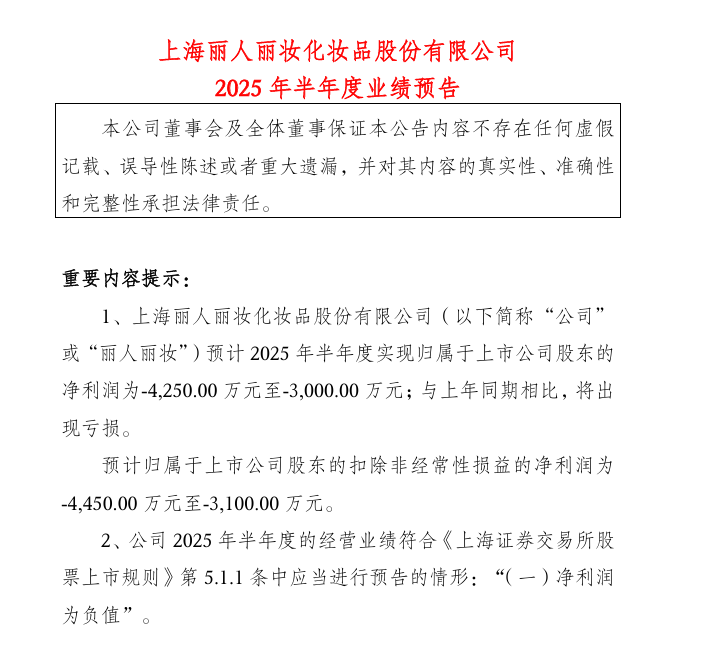 上海丽人丽妆化妆品股份有限公司
2025 年半年度业绩预告
本公司董事会及全体董事保证本公告内容不存在任何虚假
记载、误导性陈述或者重大遗漏，并对其内容的真实性、准确性
和完整性承担法律责任。
重要内容提示：
1、上海丽人丽妆化妆品股份有限公司（以下简称“公司”
或“丽人丽妆”）预计 2025 年半年度实现归属于上市公司股东的
净利润为-4,250.00 万元至-3,000.00 万元；与上年同期相比，将出
现亏损。
预计归属于上市公司股东的扣除非经常性损益的净利润为
-4,450.00 万元至-3,100.00 万元。
2、公司 2025 年半年度的经营业绩符合《上海证券交易所股
票上市规则》第 5.1.1 条中应当进行预告的情形：“（一）净利润
为负值”。